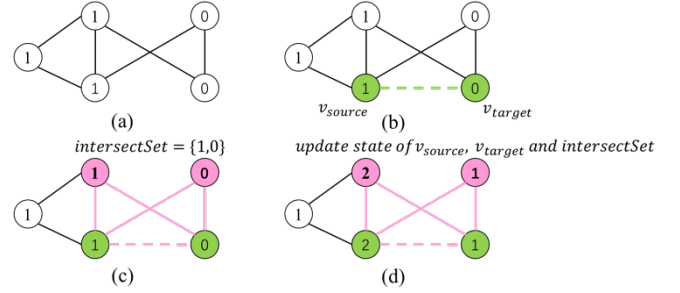 1 0 1 0
1 1
1 0 1 0
v_source v_target
(a) (b)
intersectSet = {1,0} update state of v_source, v_target and intersectSet
1 0 2 1
1 1
1 0 2 1
(c) (d)